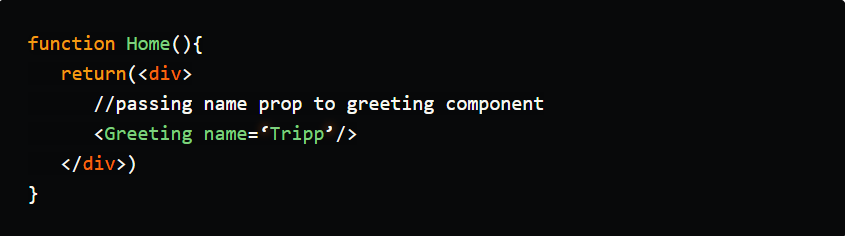 function Home(){
return(<div>
//passing name prop to greeting component
<Greeting name=‘Tripp’/>
</div>)
}